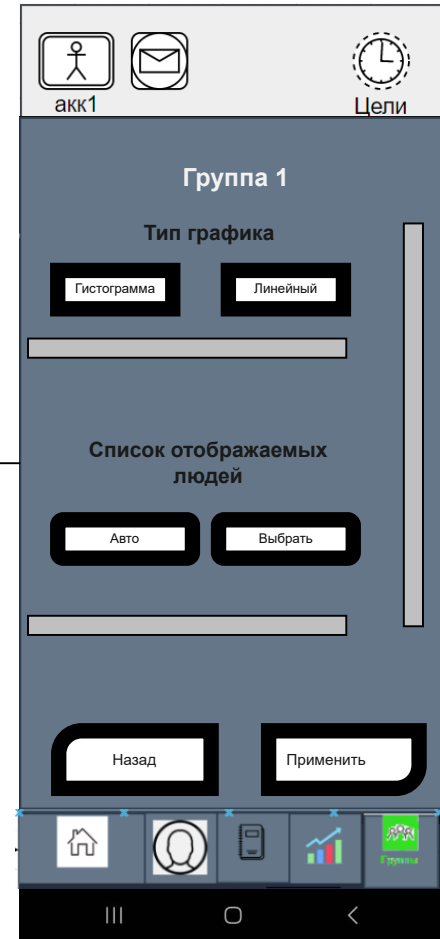 акк1
Цели
Группа 1
Тип графика
Гистограмма
Линейный
Список отображаемых
людей
Авто
Выбрать
Назад
Применить
Группы